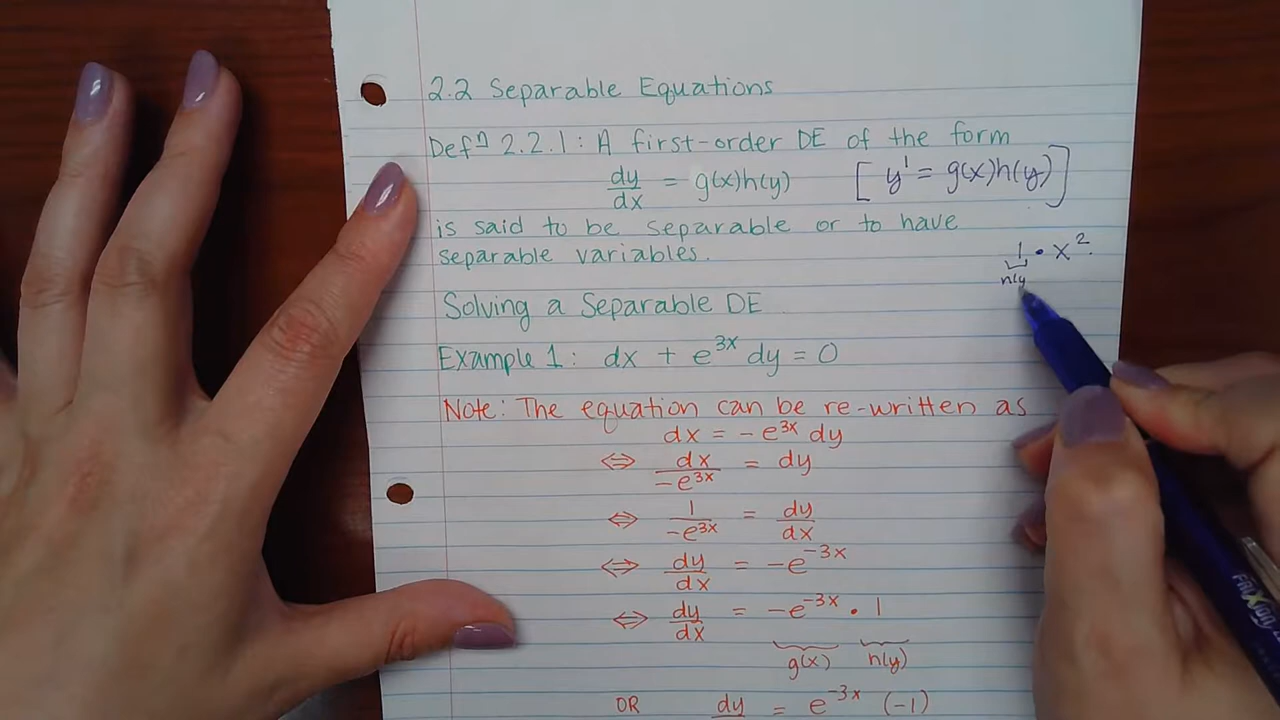 2.2 Separable Equations
Defⁿ 2.2.1: A first-order DE of the form
dy/dx = g(x)h(y) [y' = g(x)h(y)]
is said to be separable or to have
separable variables.
1 • x²
h(y
Solving a Separable DE
Example 1: dx + e^3x dy = 0
Note: The equation can be re-written as
dx = -e^3x dy
⇔ dx/-e^3x = dy
⇔ 1/-e^3x = dy/dx
⇔ dy/dx = -e^-3x
⇔ dy/dx = -e^-3x • 1
g(x) h(y)
OR dy/ = e^-3x (-1)
FRIXION